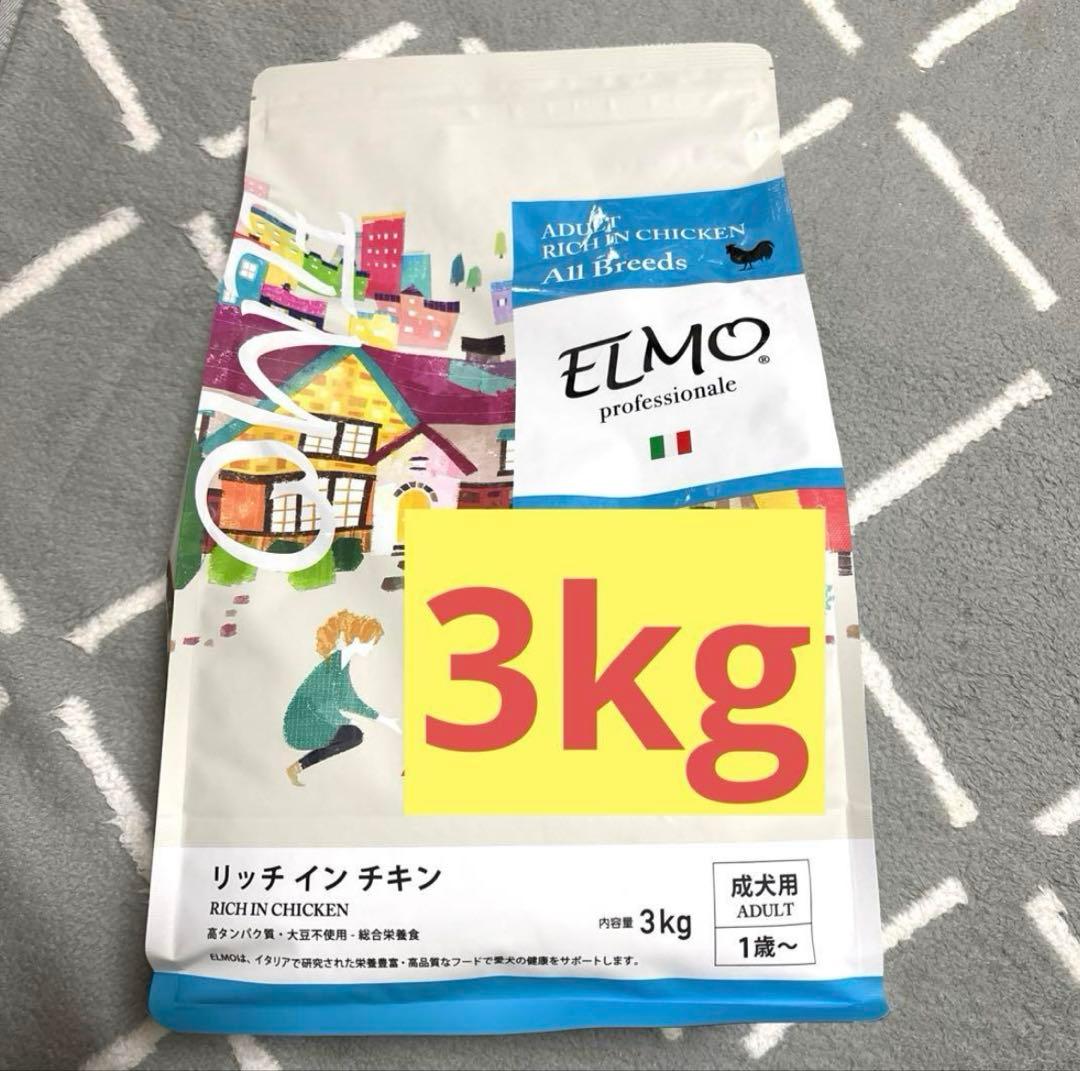 ADULT
RICH IN CHICKEN
All Breeds
ELMO
ELMO®
professionale
3kg
リッチ イン チキン
RICH IN CHICKEN
高タンパク質・大豆不使用 - 総合栄養食
ELMOは、イタリアで研究された栄養豊富・高品質なフードで愛犬の健康をサポートします。
内容量 3kg
成犬用
ADULT
1歳～